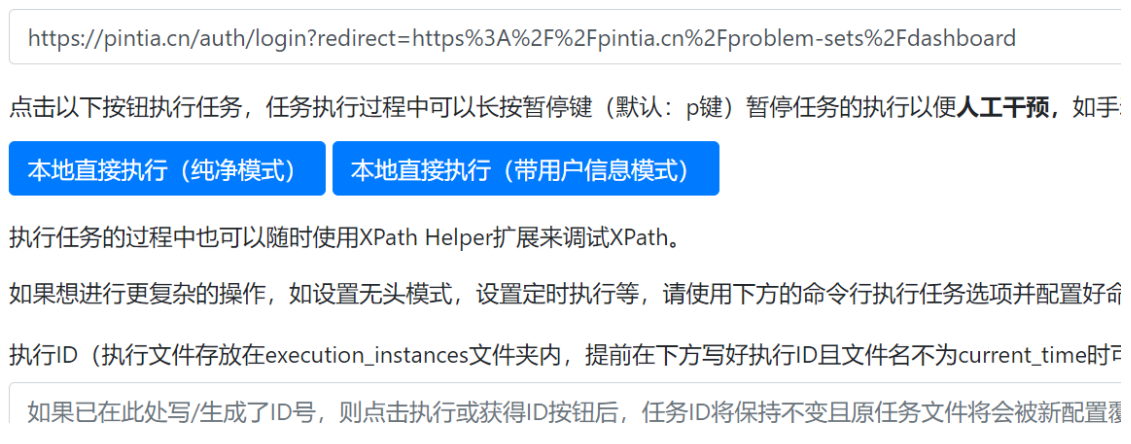 https://pintia.cn/auth/login?redirect=https%3A%2F%2Fpintia.cn%2Fproblem-sets%2Fdashboard
点击以下按钮执行任务，任务执行过程中可以长按暂停键（默认：p键）暂停任务的执行以便人工干预，如手
本地直接执行（纯净模式） 本地直接执行（带用户信息模式）
执行任务的过程中也可以随时使用XPath Helper扩展来调试XPath。
如果想进行更复杂的操作，如设置无头模式，设置定时执行等，请使用下方的命令行执行任务选项并配置好命
执行ID（执行文件存放在execution_instances文件夹内，提前在下方写好执行ID且文件名不为current_time时可
如果已在此处写/生成了ID号，则点击执行或获得ID按钮后，任务ID将保持不变且原任务文件将会被新配置覆